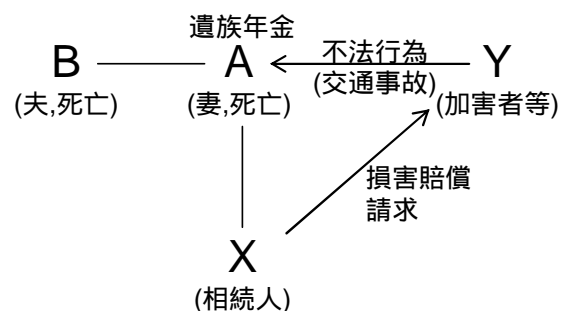 遺族年金
B
A
Y
不法行為
(交通事故)
(夫,死亡)
(妻,死亡)
(加害者等)
損害賠償
請求
X
(相続人)